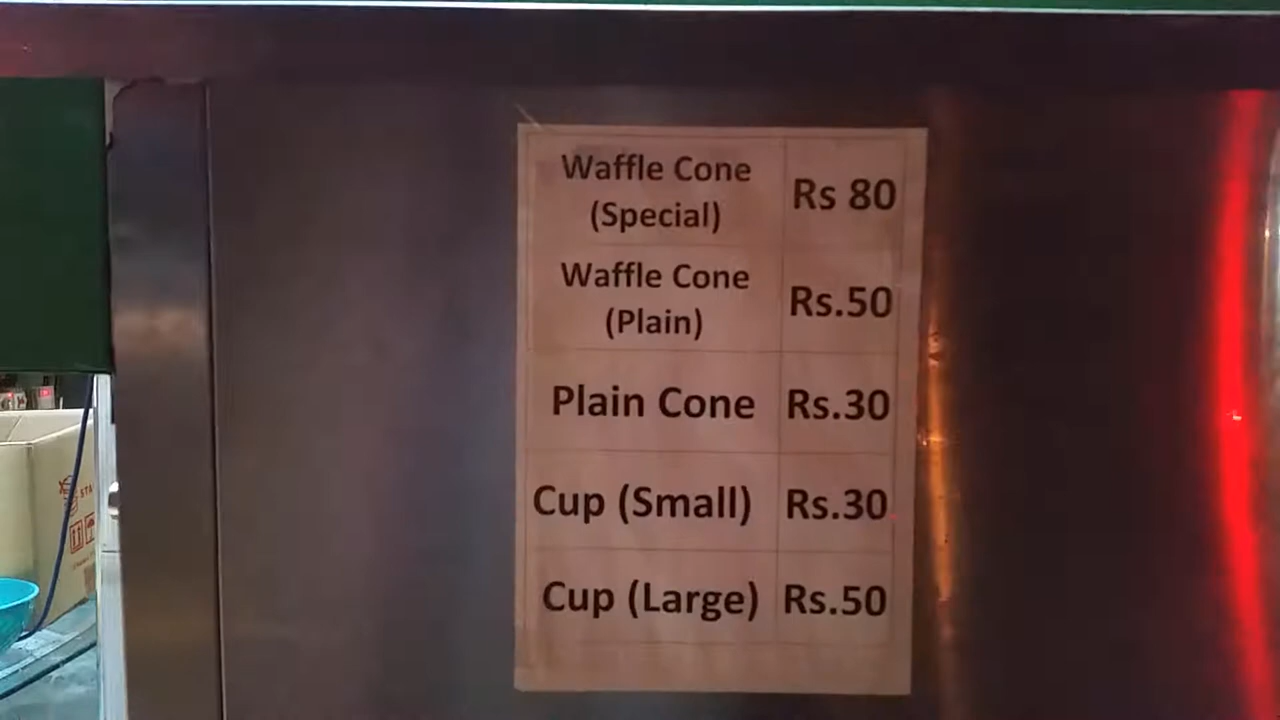 Waffle Cone
(Special)
Rs 80
Waffle Cone
(Plain)
Rs.50
Plain Cone Rs.30
Cup (Small) Rs.30
Cup (Large) Rs.50